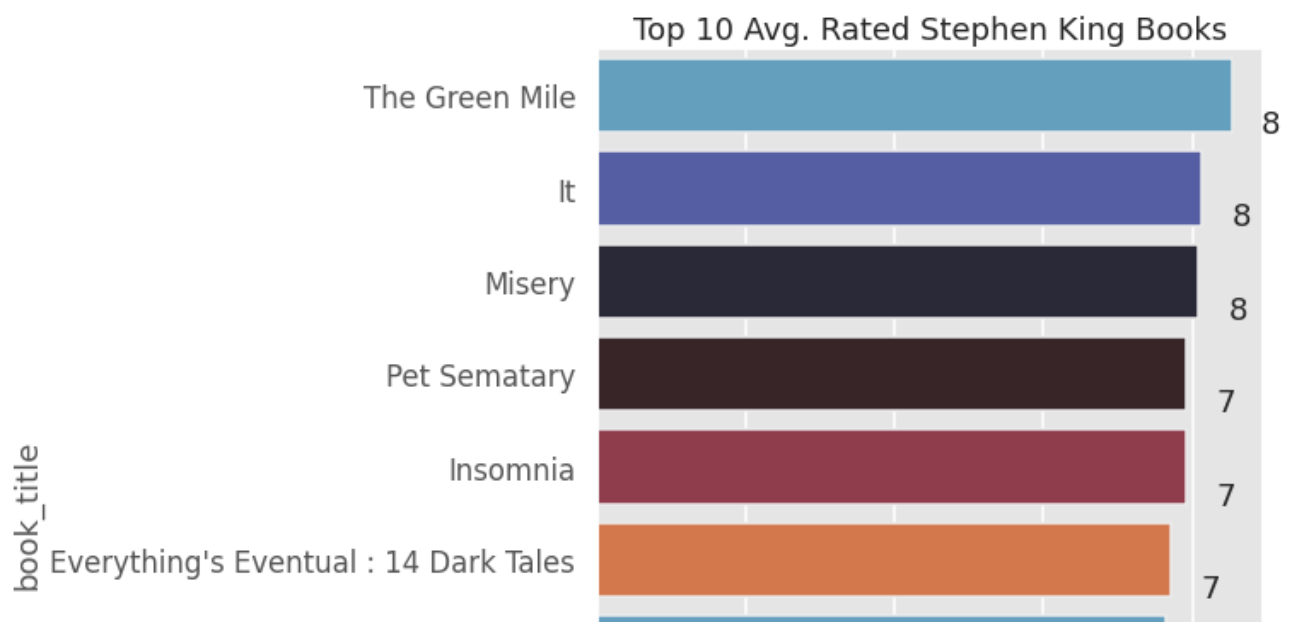 Top 10 Avg. Rated Stephen King Books
The Green Mile
8
It
8
Misery
8
Pet Sematary
7
Insomnia
7
Everything's Eventual : 14 Dark Tales
7
book_title